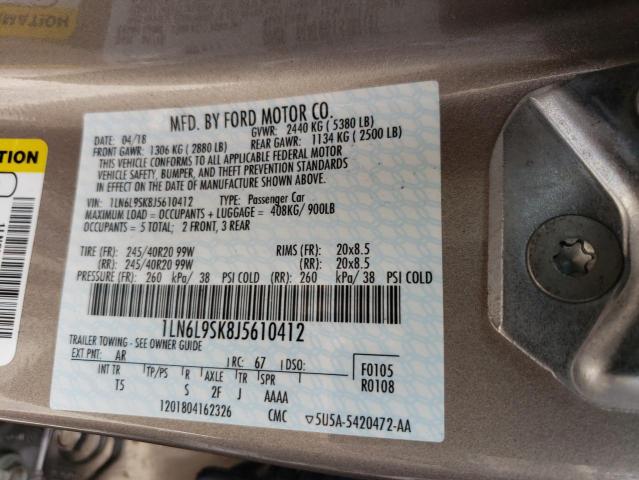 MATION
TION
MFD. BY FORD MOTOR CO.
DATE: 04/18 GVWR: 2440 KG ( 5380 LB)
FRONT GAWR: 1306 KG ( 2880 LB) REAR GAWR: 1134 KG ( 2500 LB)
THIS VEHICLE CONFORMS TO ALL APPLICABLE FEDERAL MOTOR
VEHICLE SAFETY, BUMPER, AND THEFT PREVENTION STANDARDS
IN EFFECT ON THE DATE OF MANUFACTURE SHOWN ABOVE.
VIN: 1LN6L9SK8J5610412 TYPE: Passenger Car
MAXIMUM LOAD = OCCUPANTS + LUGGAGE = 408KG/ 900LB
OCCUPANTS = 5 TOTAL; 2 FRONT, 3 REAR
TIRE (FR): 245/40R20 99W RIMS (FR): 20x8.5
(RR): 245/40R20 99W (RR): 20x8.5
PRESSURE (FR): 260 kPa/ 38 PSI COLD (RR): 260 kPa/ 38 PSI COLD
1LN6L9SK8J5610412
TRAILER TOWING - SEE OWNER GUIDE
EXT PNT: AR RC: 67 DSO: F0105
INT TR TP/PS R AXLE TR SPR R0108
T5 S 2F J AAAA
1201804162326 CMC ▽5U5A-5420472-AA